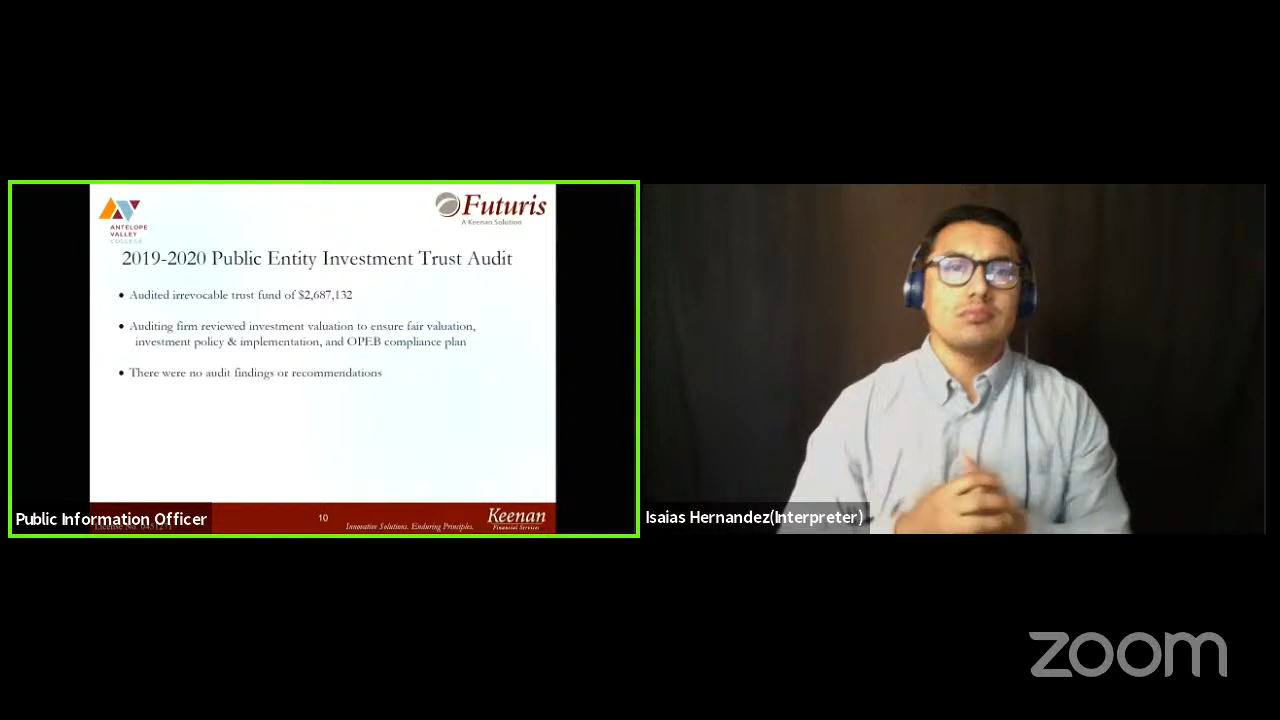 ANTELOPE
VALLEY
COLLEGE
Futuris
A Keenan Solution
2019-2020 Public Entity Investment Trust Audit
• Audited irrevocable trust fund of $2,687,132
• Auditing firm reviewed investment valuation to ensure fair valuation,
investment policy & implementation, and OPEB compliance plan
• There were no audit findings or recommendations
Public Information Officer
10
Innovative Solutions. Enduring Principles.
Keenan
Financial Services
Isaias Hernandez(Interpreter)
zoom